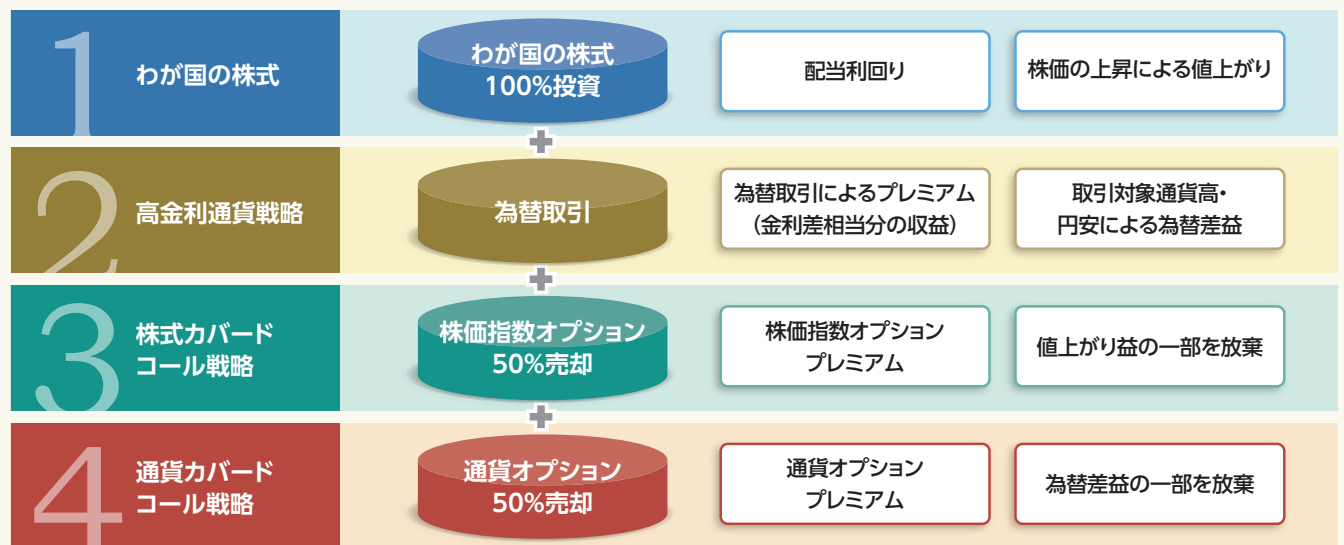 1
わが国の株式
わが国の株式
100%投資
配当利回り
株価の上昇による値上がり
2
高金利通貨戦略
為替取引
為替取引によるプレミアム
（金利差相当分の収益）
取引対象通貨高・
円安による為替差益
3
株式カバード
コール戦略
株価指数オプション
50%売却
株価指数オプション
プレミアム
値上がり益の一部を放棄
4
通貨カバード
コール戦略
通貨オプション
50%売却
通貨オプション
プレミアム
為替差益の一部を放棄